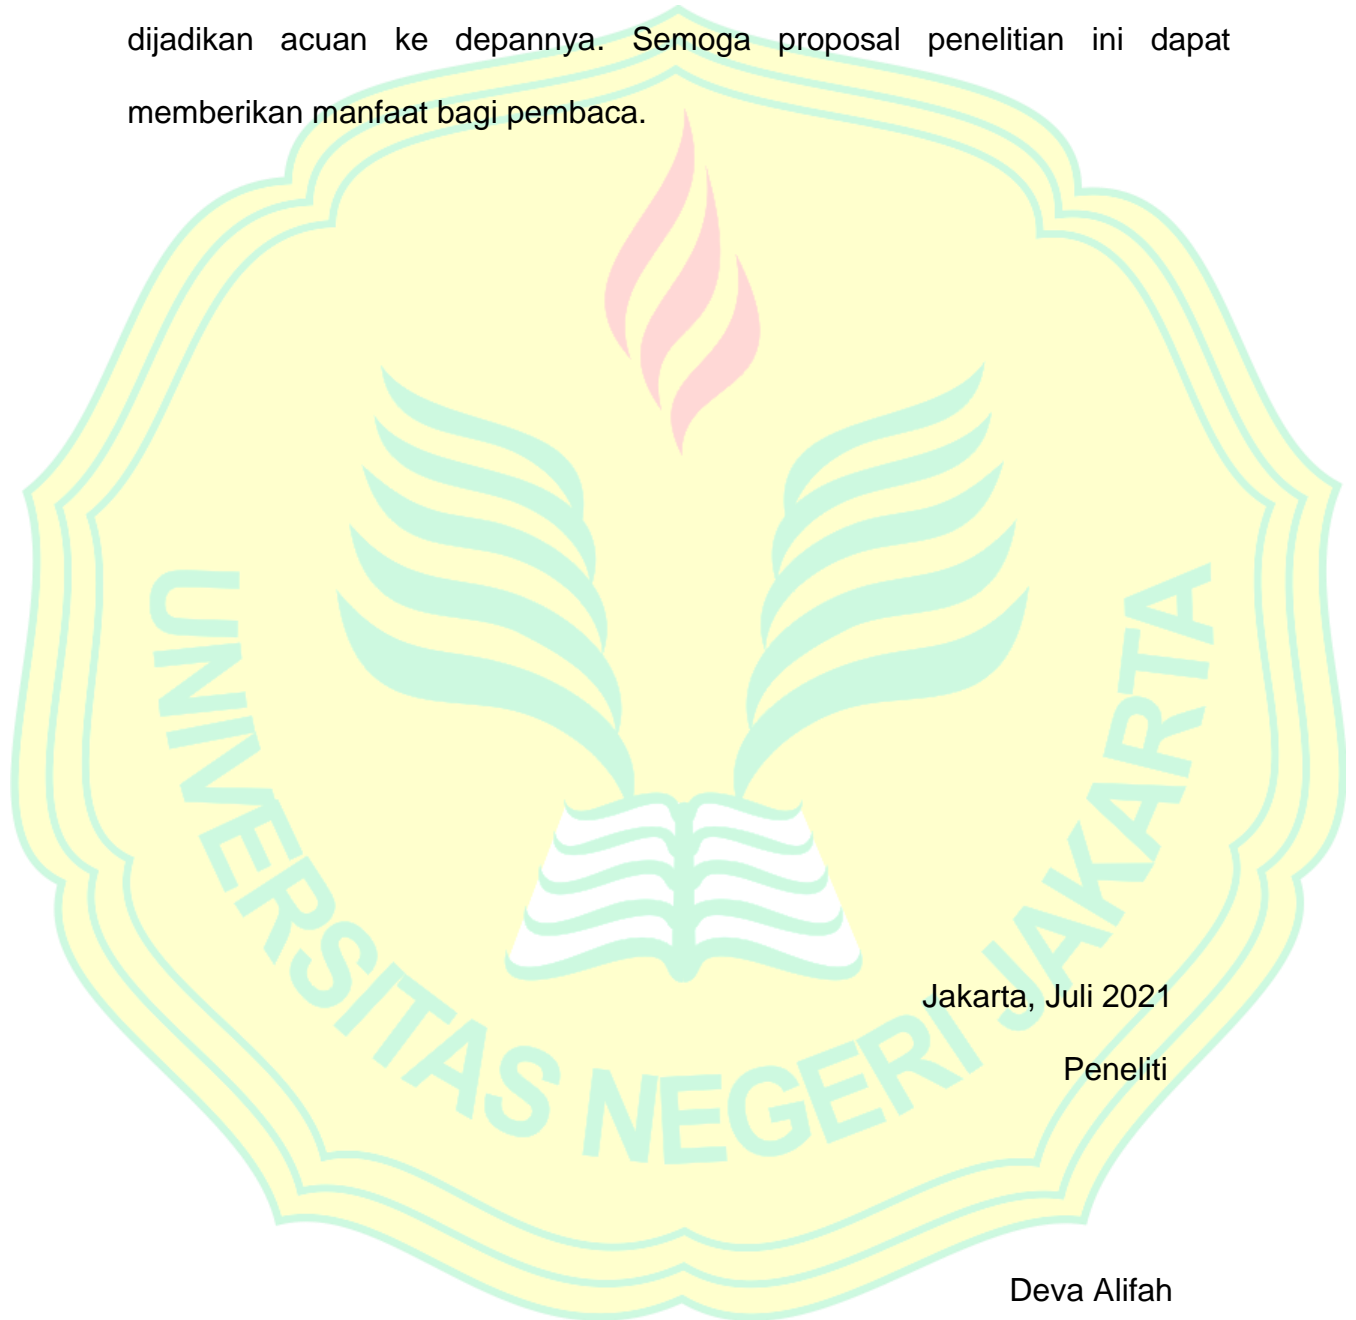 dijadikan acuan ke depannya. Semoga proposal penelitian ini dapat
memberikan manfaat bagi pembaca.
UNIVERSITAS NEGERI JAKARTA
Jakarta, Juli 2021
Peneliti
Deva Alifah